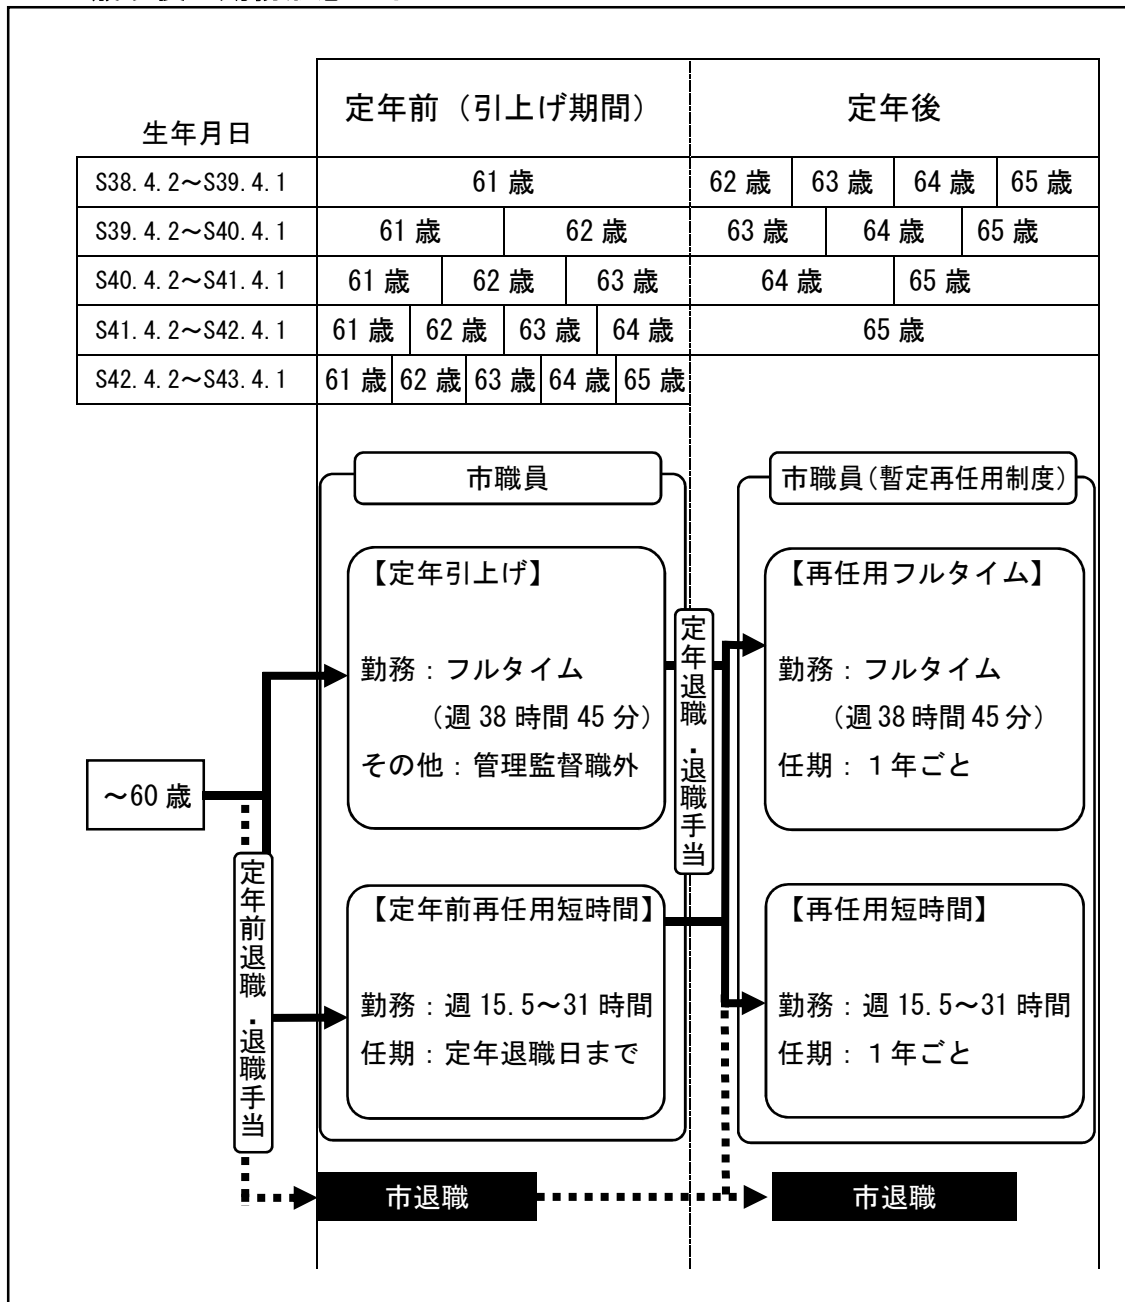 定年前（引上げ期間）
定年後
生年月日
S38.4.2～S39.4.1 61歳 62歳 63歳 64歳 65歳
S39.4.2～S40.4.1 61歳 62歳 63歳 64歳 65歳
S40.4.2～S41.4.1 61歳 62歳 63歳 64歳 65歳
S41.4.2～S42.4.1 61歳 62歳 63歳 64歳 65歳
S42.4.2～S43.4.1 61歳 62歳 63歳 64歳 65歳
～60歳
定年前退職・退職手当
市職員
【定年引上げ】
勤務：フルタイム
（週38時間45分）
その他：管理監督職外
【定年前再任用短時間】
勤務：週15.5～31時間
任期：定年退職日まで
市退職
定年退職・退職手当
市職員（暫定再任用制度）
【再任用フルタイム】
勤務：フルタイム
（週38時間45分）
任期：１年ごと
【再任用短時間】
勤務：週15.5～31時間
任期：１年ごと
市退職